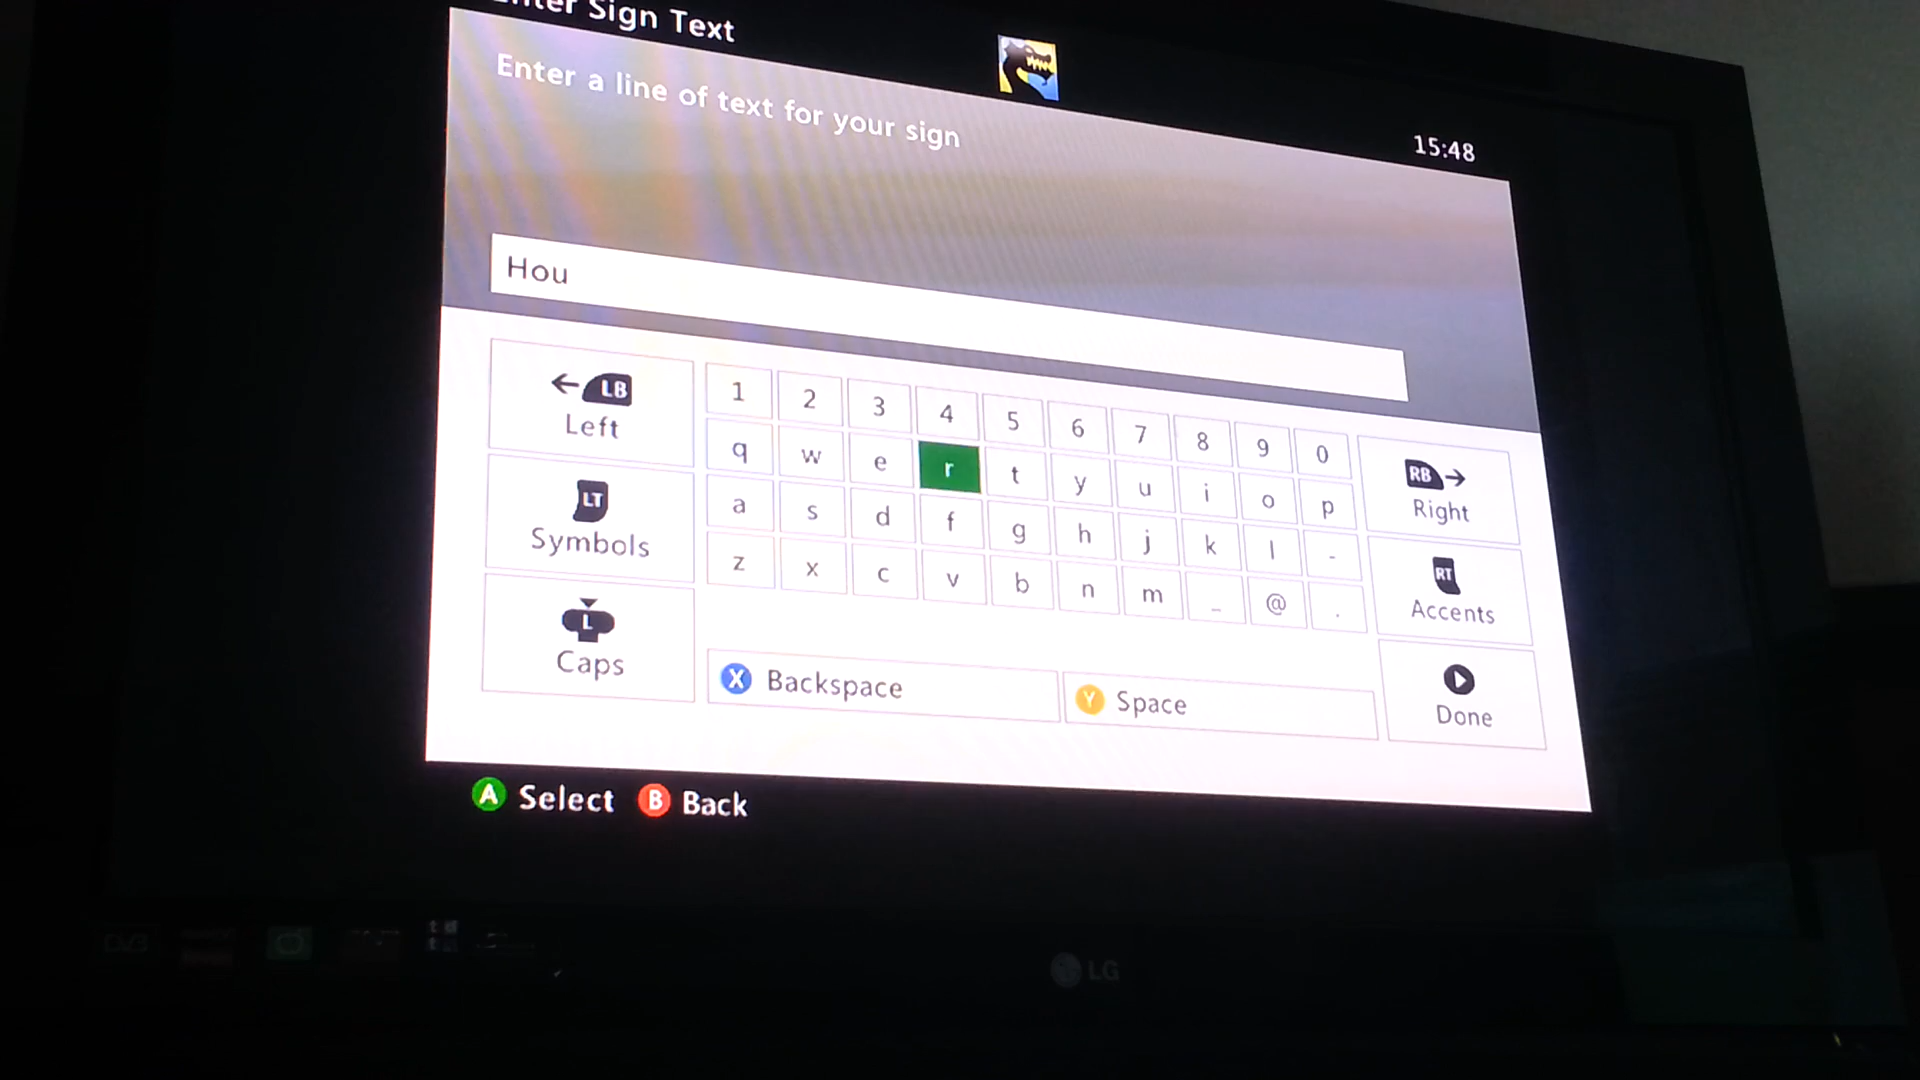 Enter Sign Text
Enter a line of text for your sign
15:48
Hou
LB
Left
1 2 3 4 5 6 7 8 9 0
q w e r t y u i o p
RB
Right
LT
Symbols
a s d f g h j k l -
z x c v b n m _ @ .
RT
Accents
L
Caps
X Backspace
Y Space
Done
A Select B Back
LG